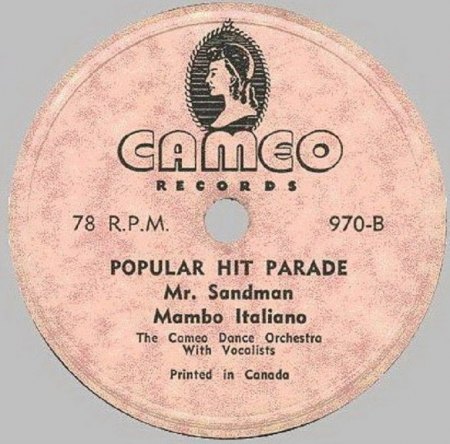 CAMEO
RECORDS
78 R.P.M. 970-B
POPULAR HIT PARADE
Mr. Sandman
Mambo Italiano
The Cameo Dance Orchestra
With Vocalists
Printed in Canada